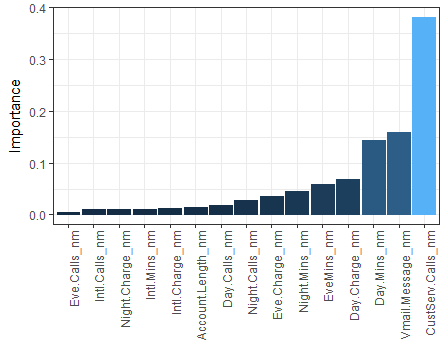 0.4
0.3
0.2
0.1
0.0
Importance
Eve.Calls_nm
Intl.Calls_nm
Night.Charge_nm
Intl.Mins_nm
Intl.Charge_nm
Account.Length_nm
Day.Calls_nm
Night.Calls_nm
Eve.Charge_nm
Night.Mins_nm
EveMins_nm
Day.Charge_nm
Day.Mins_nm
Vmail.Message_nm
CustServ.Calls_nm